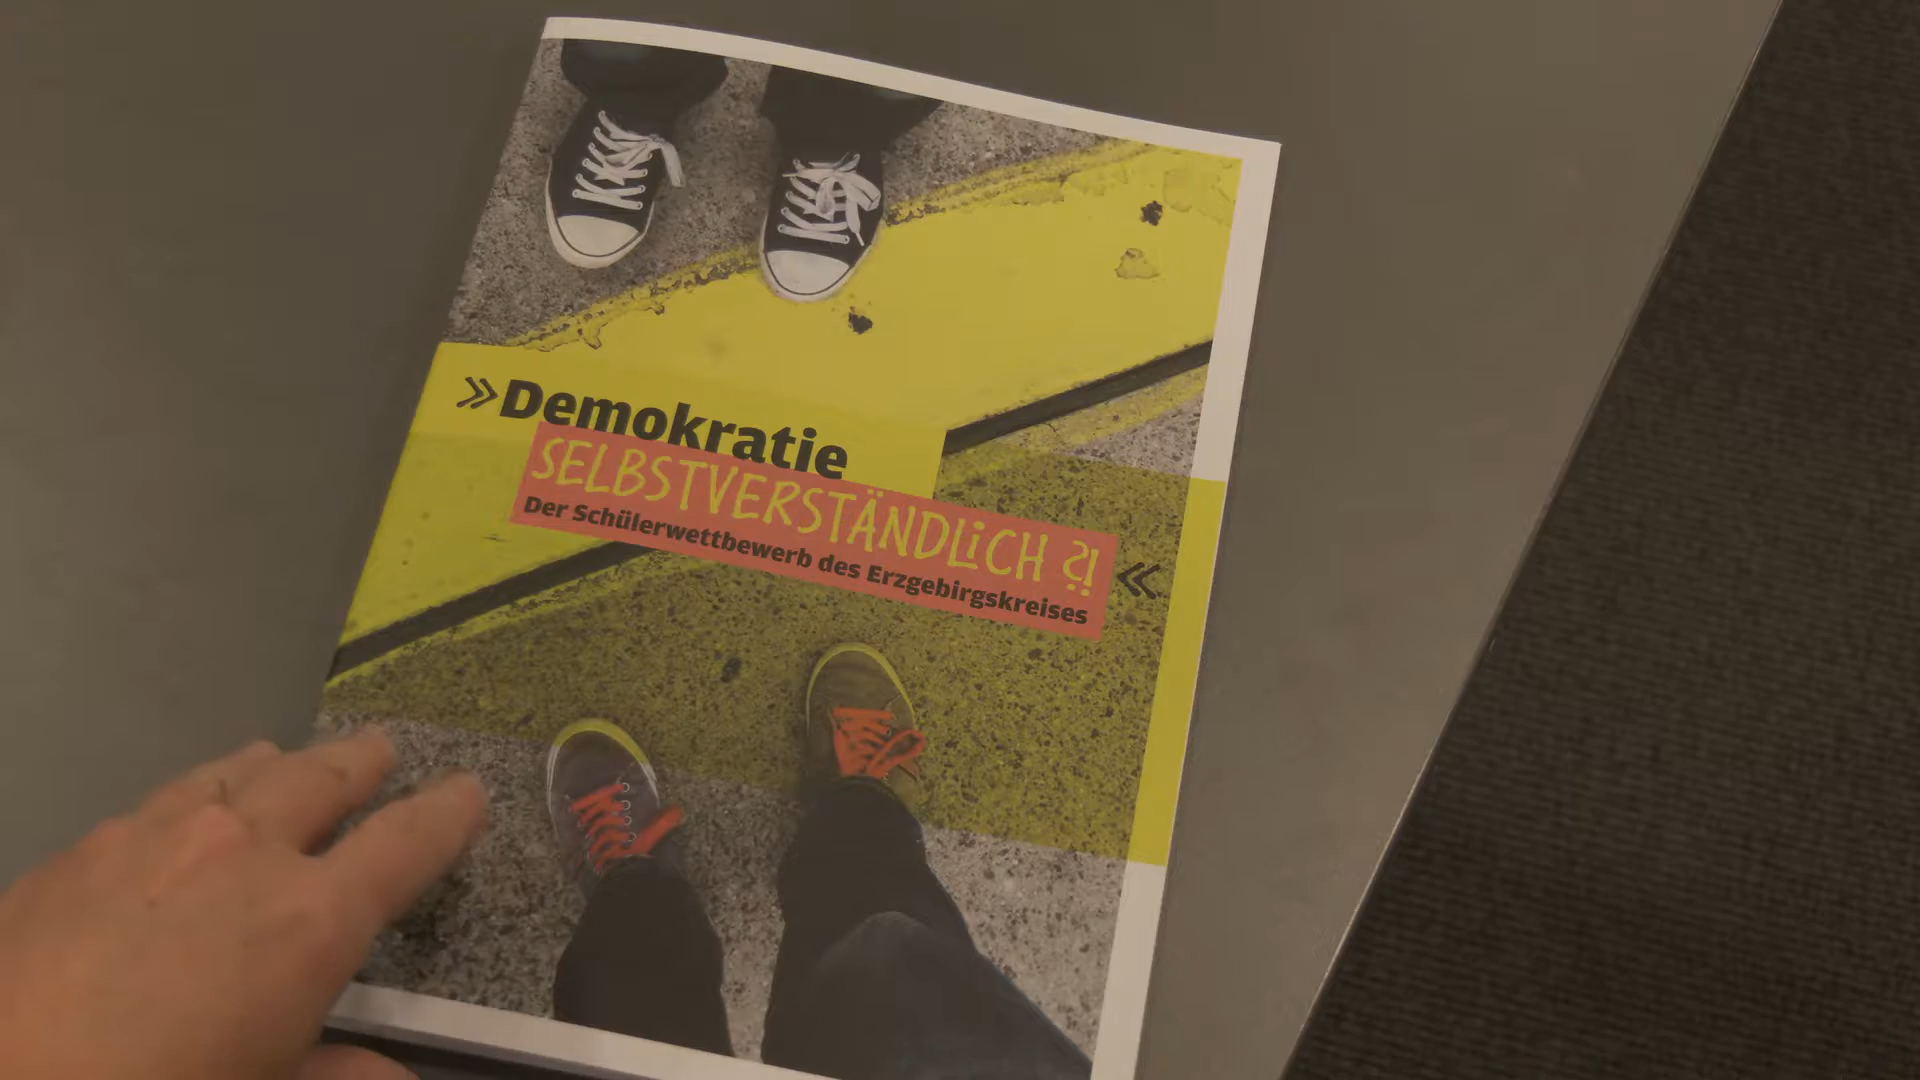 »Demokratie
SELBSTVERSTÄNDLiCH ?! «
Der Schülerwettbewerb des Erzgebirgskreises